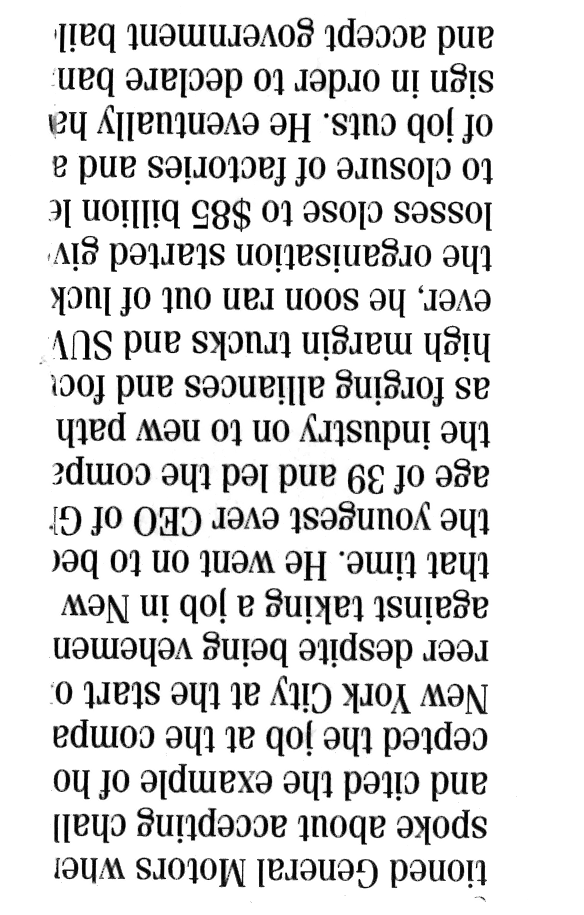 tioned General Motors when
spoke about accepting chall
and cited the example of ho
cepted the job at the compa
New York City at the start o
reer despite being vehemen
against taking a job in New
that time. He went on to bec
the youngest ever CEO of G
age of 39 and led the compa
the industry on to new path
as forging alliances and foc
high margin trucks and SUV
ever, he soon ran out of luck
the organisation started giv
losses close to $85 billion le
to closure of factories and a
of job cuts. He eventually ha
sign in order to declare ban
and accept government bail